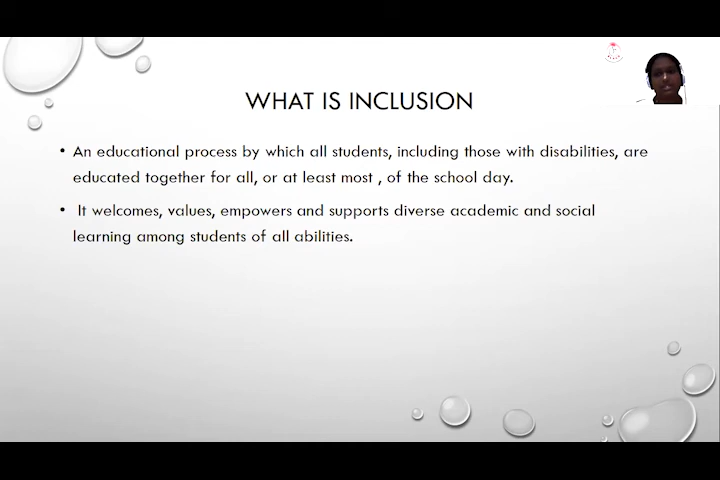 WHAT IS INCLUSION
• An educational process by which all students, including those with disabilities, are
educated together for all, or at least most , of the school day.
• It welcomes, values, empowers and supports diverse academic and social
learning among students of all abilities.